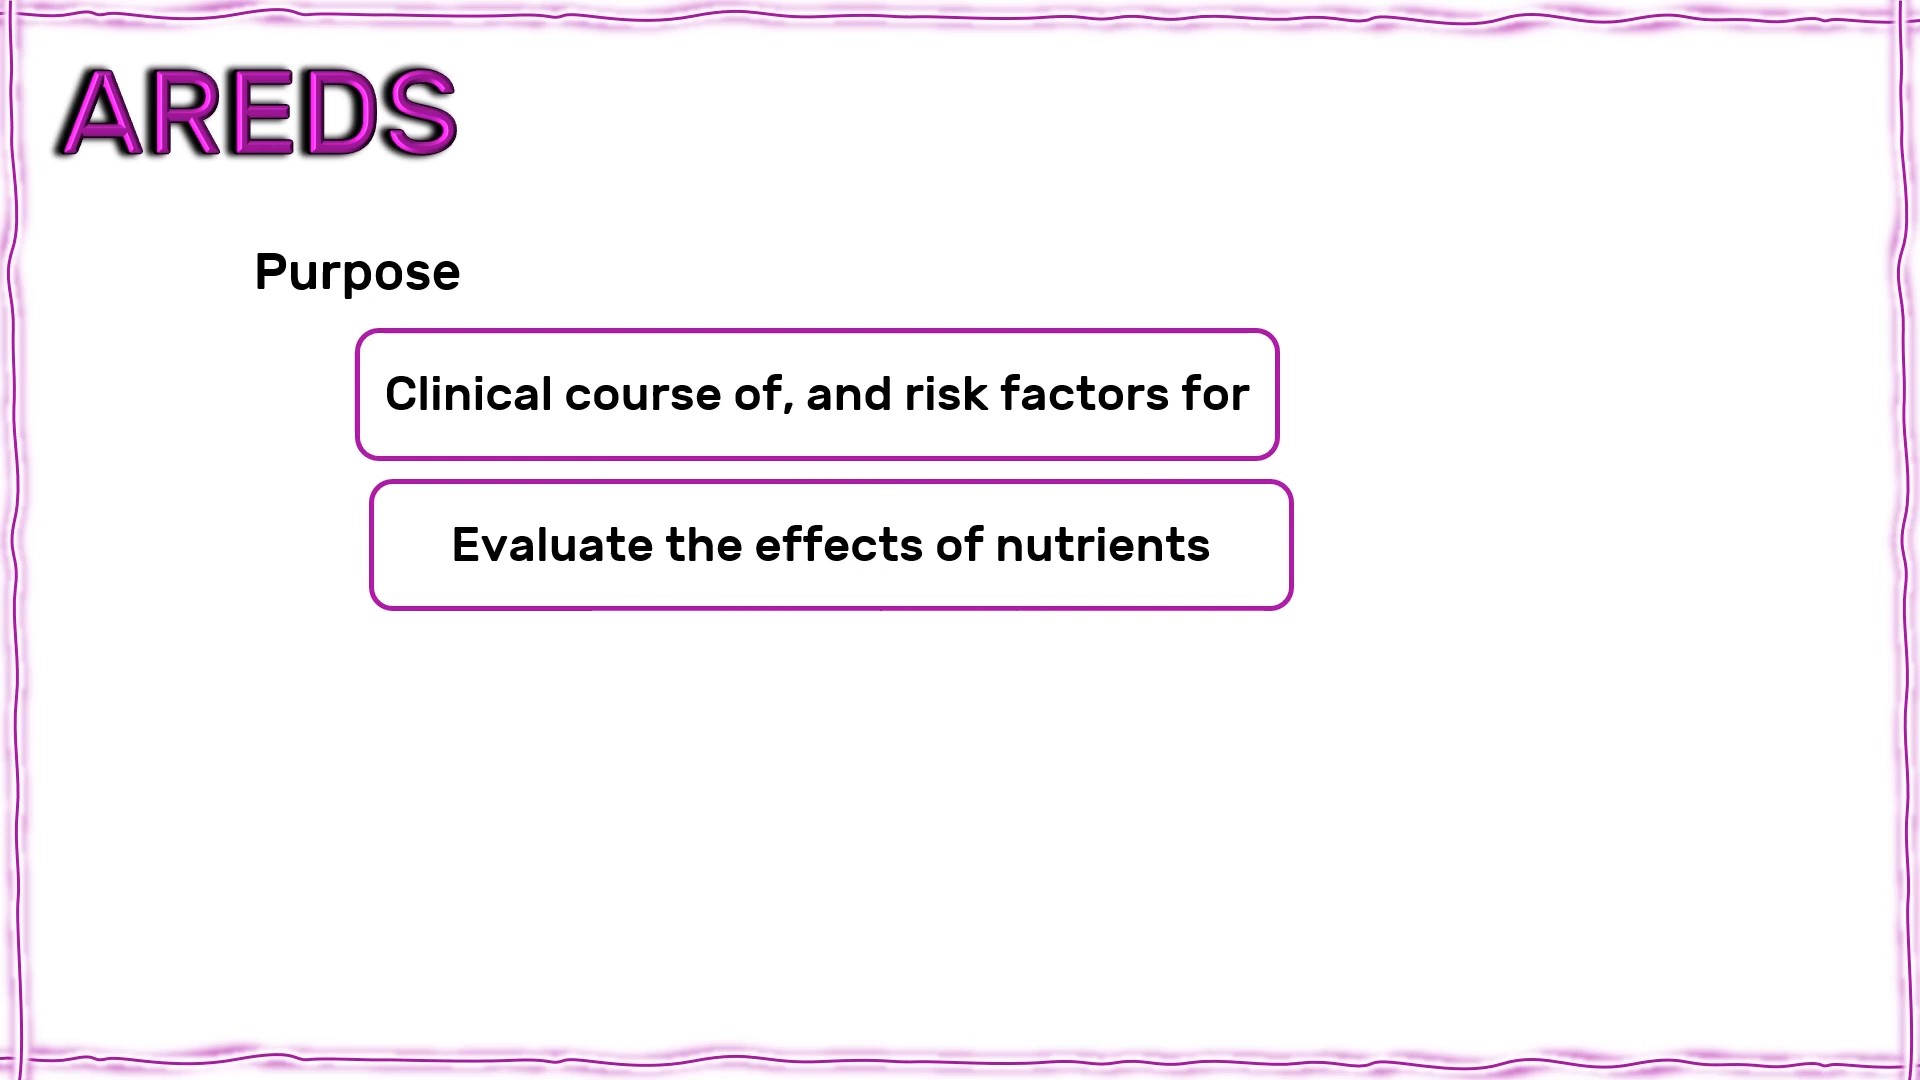 AREDS
Purpose
Clinical course of, and risk factors for
Evaluate the effects of nutrients